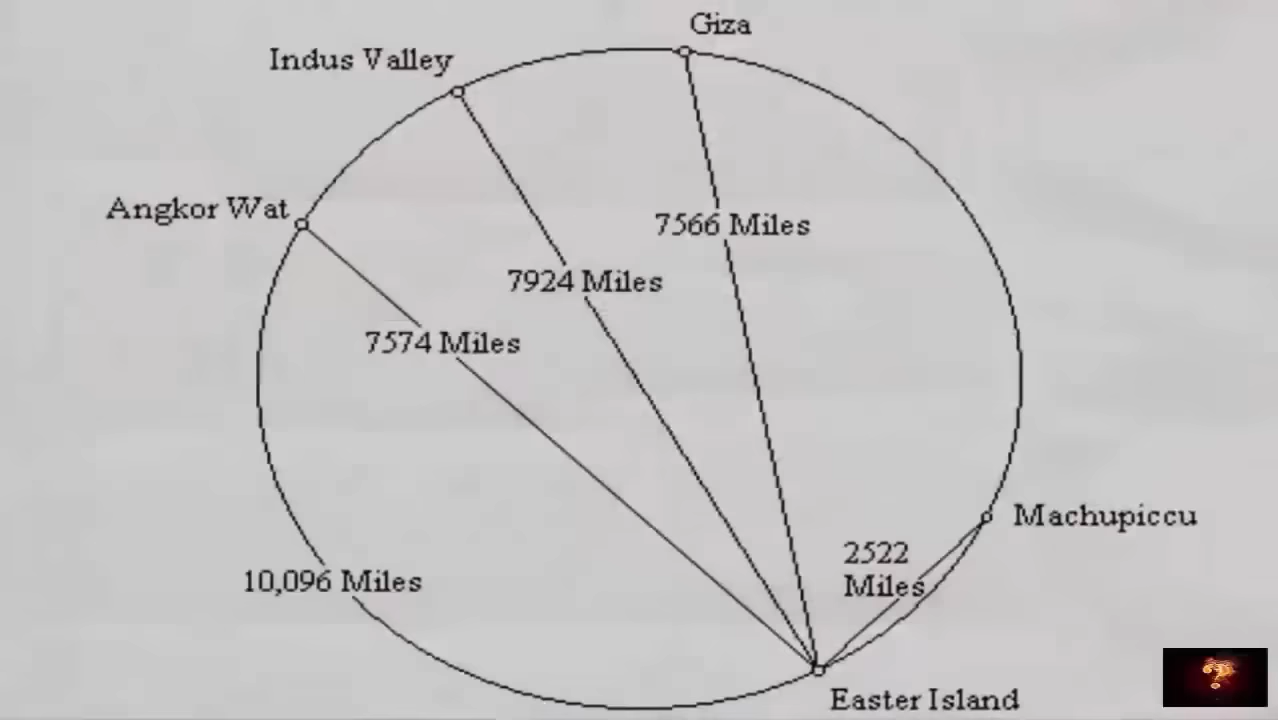 Giza
Indus Valley
Angkor Wat
7566 Miles
7924 Miles
7574 Miles
Machupiccu
2522
Miles
10,096 Miles
Easter Island